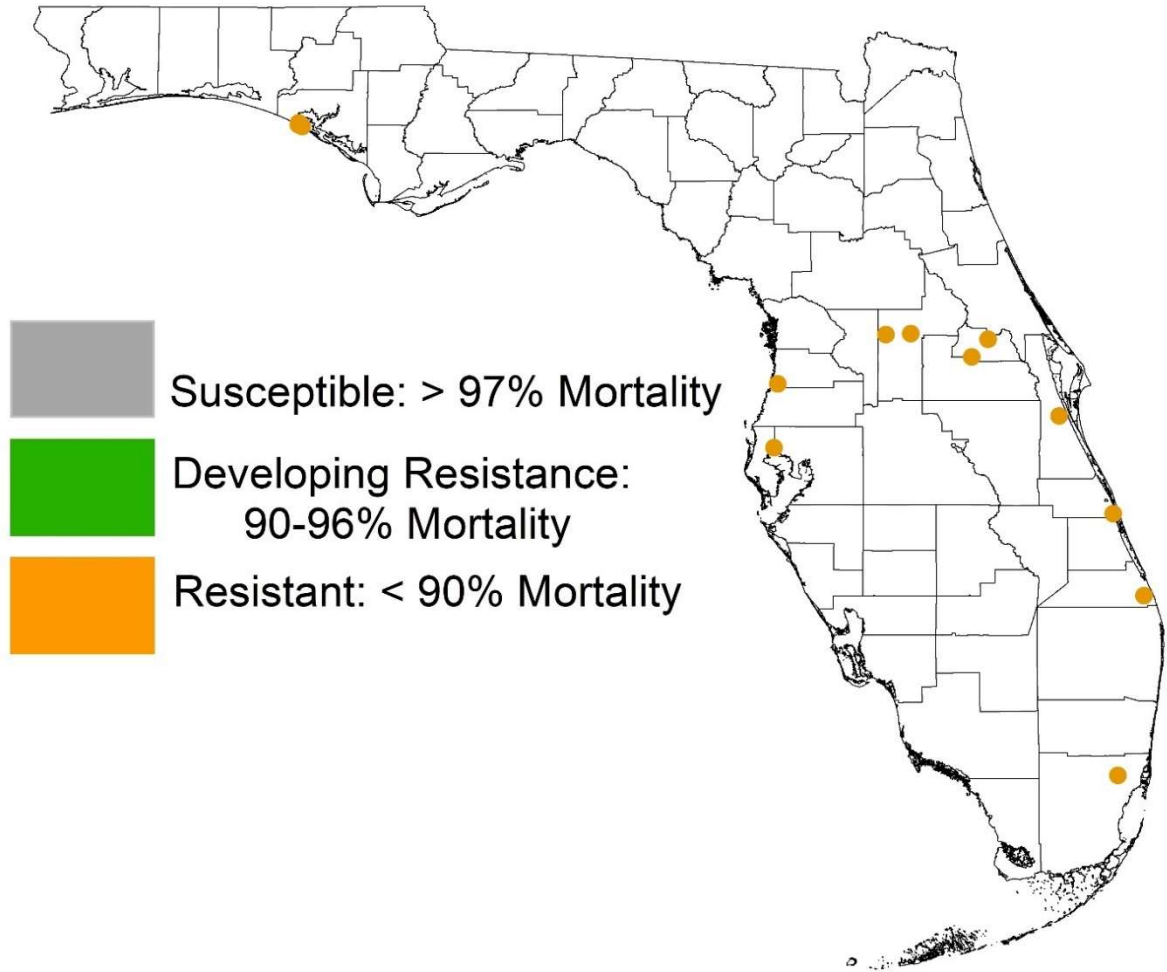 Susceptible: > 97% Mortality
Developing Resistance:
90-96% Mortality
Resistant: < 90% Mortality